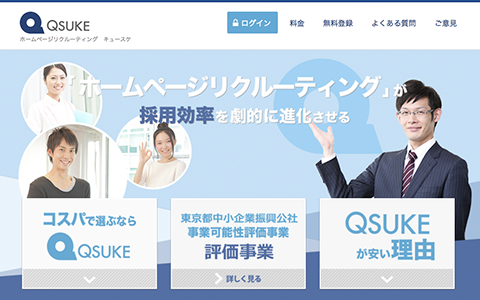 QSUKE
ホームページリクルーティング キュースケ
ログイン
料金
無料登録
よくある質問
ご意見
「ホームページリクルーティング」が
採用効率を劇的に進化させる
コスパで選ぶなら
QSUKE
東京都中小企業振興公社
事業可能性評価事業
評価事業
詳しく見る
QSUKE
が安い理由